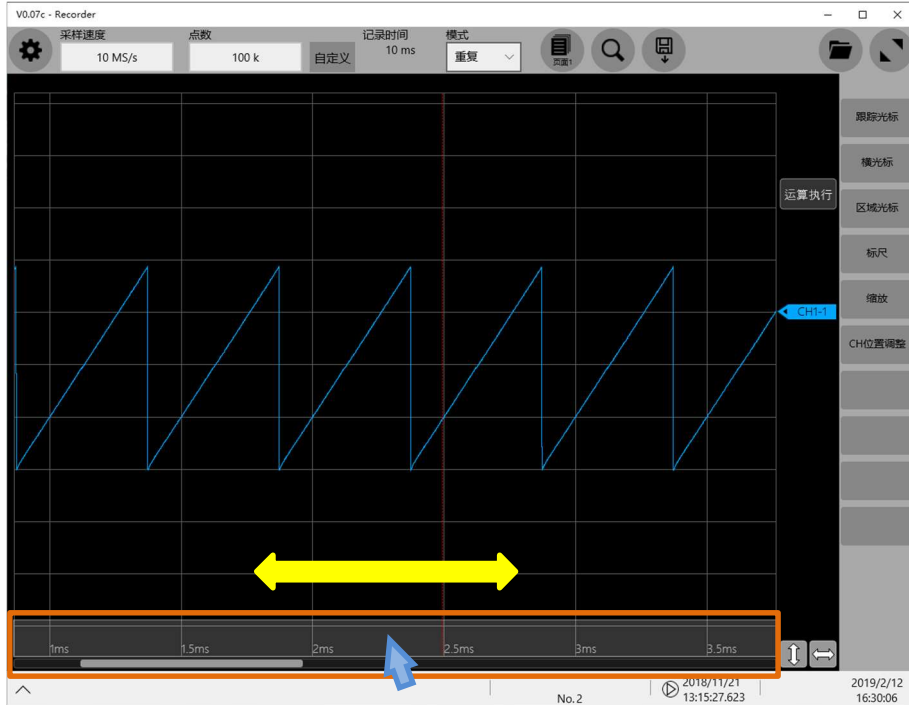 V0.07c - Recorder
采样速度
点数
记录时间
模式
10 MS/s
100 k
自定义
10 ms
重复
页面1
跟踪光标
横光标
运算执行
区域光标
标尺
缩放
CH1-1
CH位置调整
1ms
1.5ms
2ms
2.5ms
3ms
3.5ms
No.2
2018/11/21
13:15:27.623
2019/2/12
16:30:06